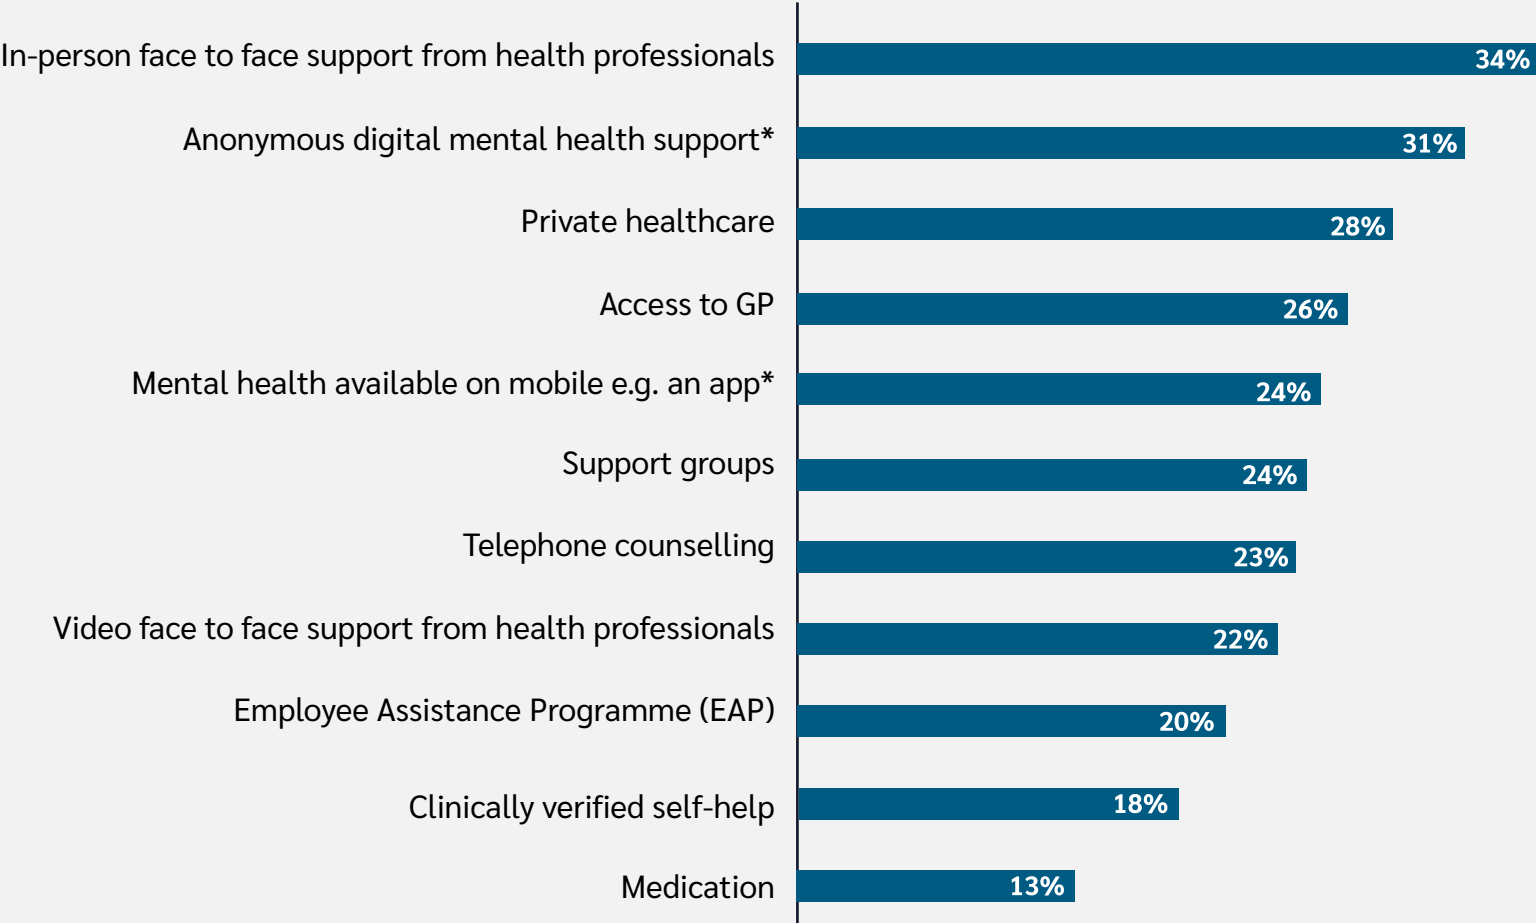 In-person face to face support from health professionals 34%
Anonymous digital mental health support* 31%
Private healthcare 28%
Access to GP 26%
Mental health available on mobile e.g. an app* 24%
Support groups 24%
Telephone counselling 23%
Video face to face support from health professionals 22%
Employee Assistance Programme (EAP) 20%
Clinically verified self-help 18%
Medication 13%